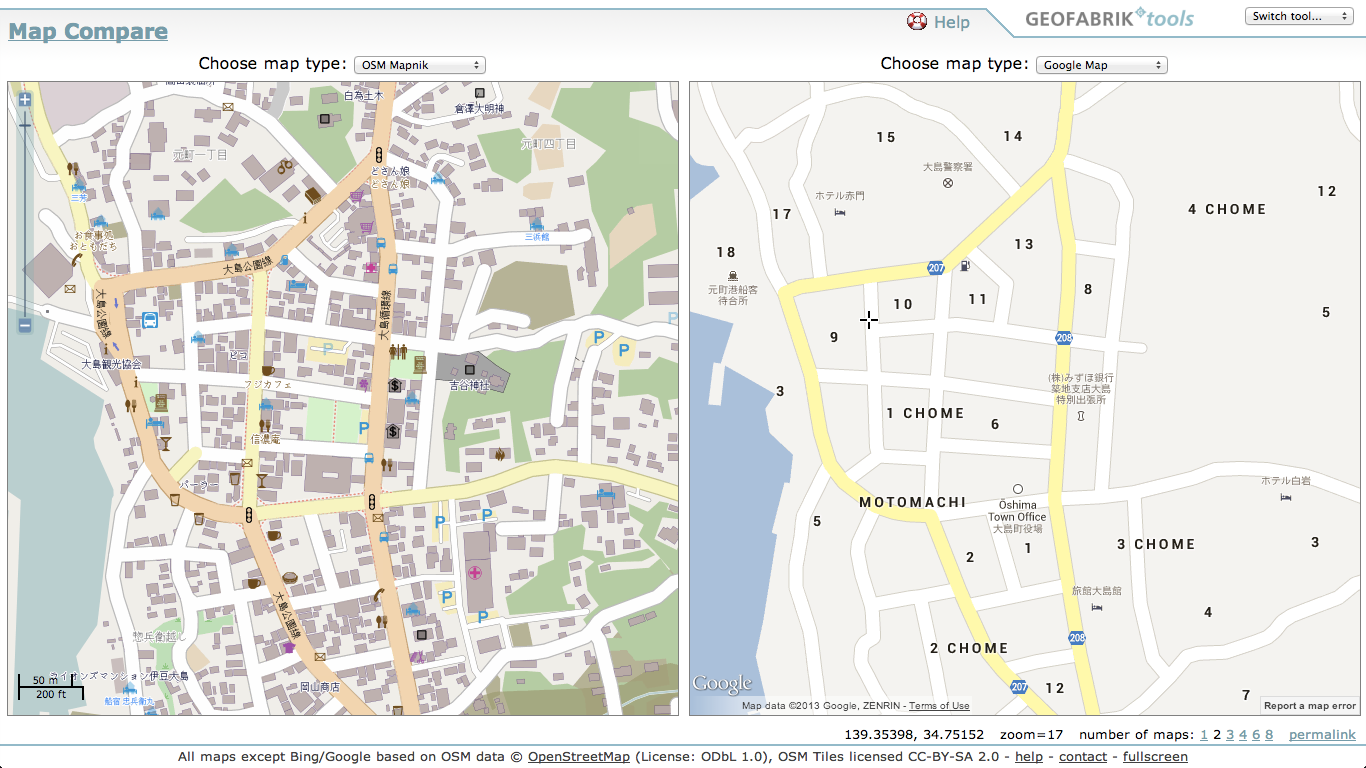 Map Compare
Help
GEOFABRIK tools
Switch tool...
Choose map type:
OSM Mapnik
Choose map type:
Google Map
白為土木
倉澤大明神
元町一丁目
元町四丁目
どさん娘
どさん娘
三芳
お食事処
おともだち
三浜館
大島公園線
大島公園線
大島循環線
大島観光協会
ピコ
フジカフェ
吉谷神社
信濃庵
パーラー
大島公園線
惣兵衛越し
ライオンズマンション伊豆大島
船宿 忠兵衛丸
岡山商店
P
P
P
P
P
P
P
P
P
50 m
200 ft
15
14
大島警察署
12
ホテル赤門
4 CHOME
17
13
18
207
元町港船客
待合所
8
10
11
5
9
208
3
(株)みずほ銀行
築地支店大島
特別出張所
1 CHOME
6
ホテル白岩
MOTOMACHI
Ōshima
Town Office
大島町役場
5
1
2
3 CHOME
3
旅館大島館
4
208
2 CHOME
207
12
7
Google
Map data ©2013 Google, ZENRIN - Terms of Use
Report a map error
139.35398, 34.75152 zoom=17 number of maps: 1 2 3 4 6 8 permalink
All maps except Bing/Google based on OSM data © OpenStreetMap (License: ODbL 1.0), OSM Tiles licensed CC-BY-SA 2.0 - help - contact - fullscreen